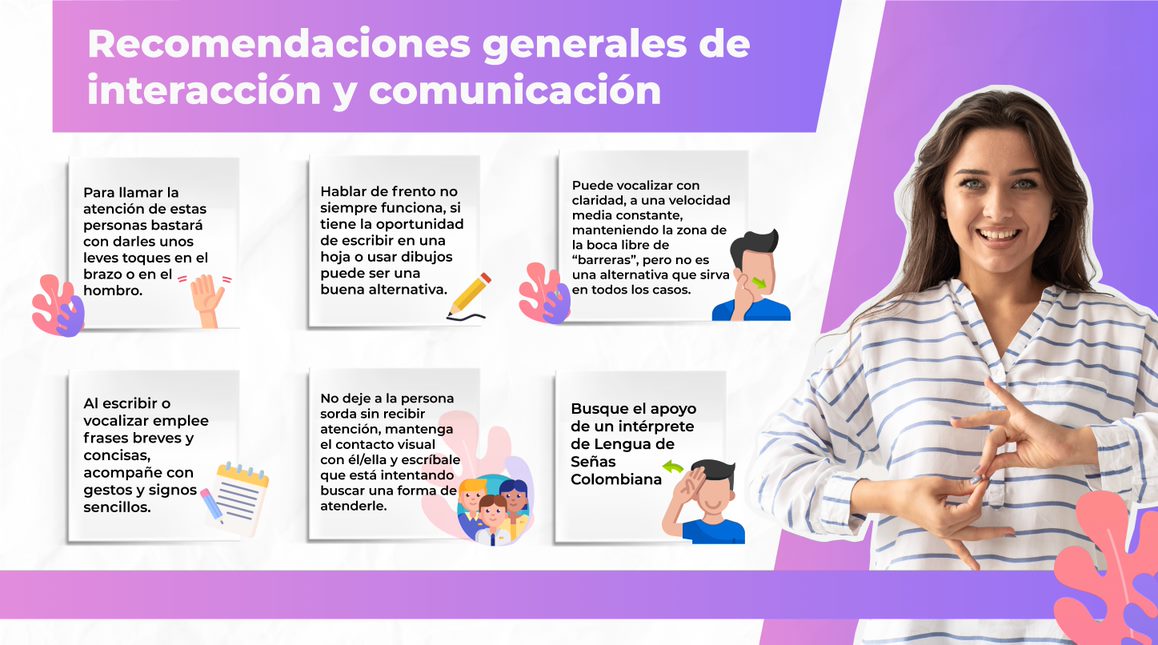 Recomendaciones generales de
interacción y comunicación
Para llamar la
atención de estas
personas bastará
con darles unos
leves toques en el
brazo o en el
hombro.
Hablar de frento no
siempre funciona, si
tiene la oportunidad
de escribir en una
hoja o usar dibujos
puede ser una
buena alternativa.
Puede vocalizar con
claridad, a una velocidad
media constante,
manteniendo la zona de
la boca libre de
“barreras”, pero no es
una alternativa que sirva
en todos los casos.
Al escribir o
vocalizar emplee
frases breves y
concisas,
acompañe con
gestos y signos
sencillos.
No deje a la persona
sorda sin recibir
atención, mantenga
el contacto visual
con él/ella y escríbale
que está intentando
buscar una forma de
atenderle.
Busque el apoyo
de un intérprete
de Lengua de
Señas
Colombiana